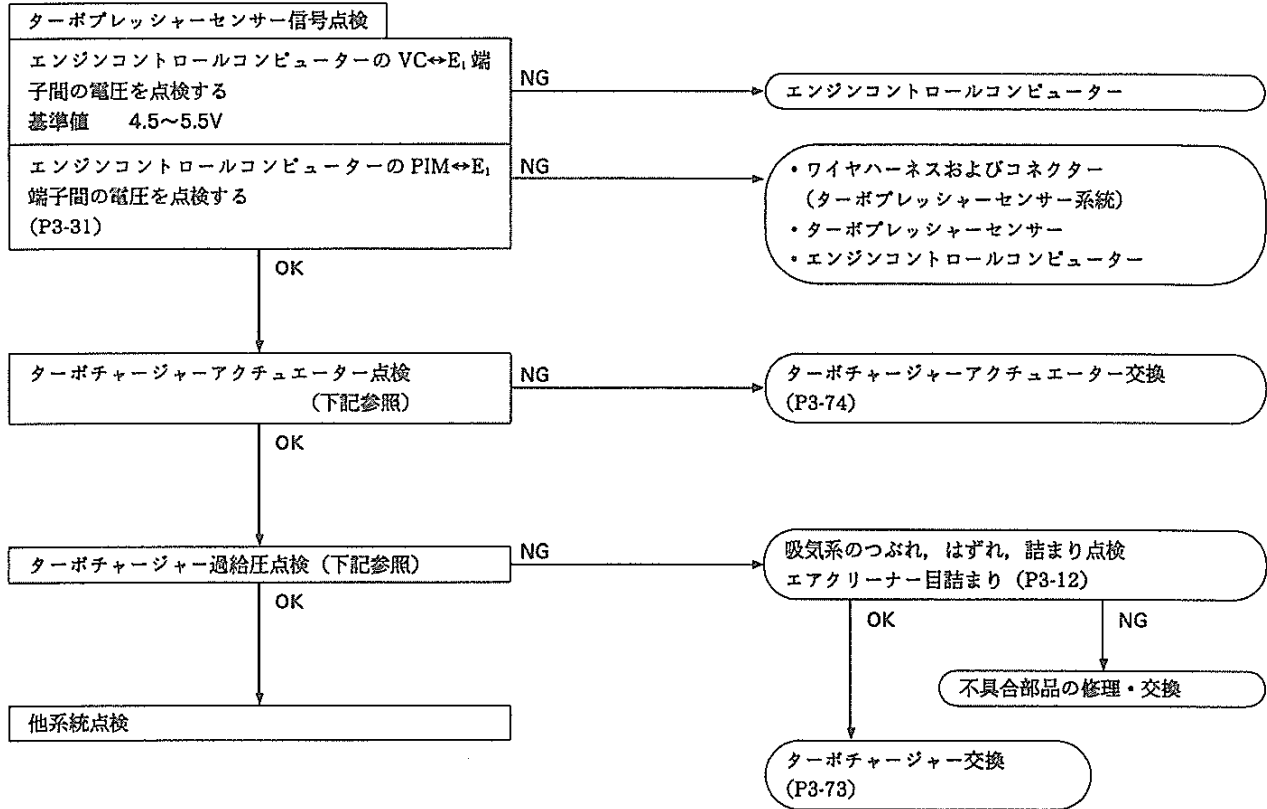 ターボプレッシャーセンサー信号点検
エンジンコントロールコンピューターの VC↔E₁ 端
子間の電圧を点検する
基準値 4.5～5.5V
NG
エンジンコントロールコンピューター
エンジンコントロールコンピューターの PIM↔E₁
端子間の電圧を点検する
(P3-31)
NG
・ワイヤハーネスおよびコネクター
（ターボプレッシャーセンサー系統）
・ターボプレッシャーセンサー
・エンジンコントロールコンピューター
OK
ターボチャージャーアクチュエーター点検
（下記参照）
NG
ターボチャージャーアクチュエーター交換
(P3-74)
OK
ターボチャージャー過給圧点検（下記参照）
NG
吸気系のつぶれ，はずれ，詰まり点検
エアクリーナー目詰まり (P3-12)
OK
OK
NG
不具合部品の修理・交換
他系統点検
ターボチャージャー交換
(P3-73)